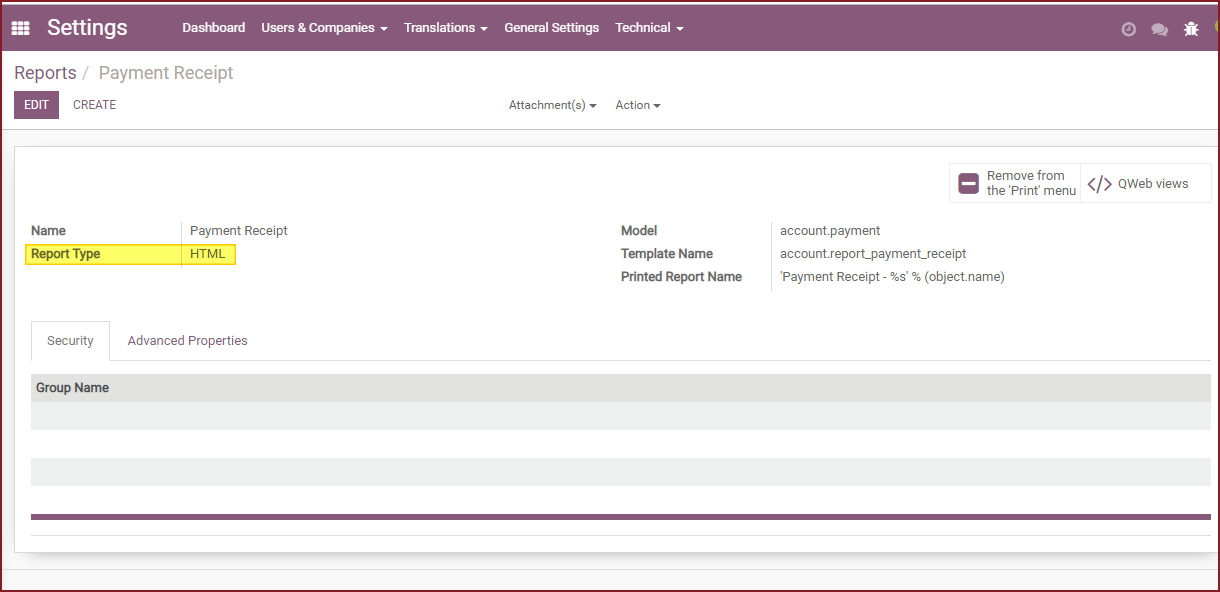 Settings
Dashboard Users & Companies Translations General Settings Technical
Reports / Payment Receipt
EDIT CREATE Attachment(s) Action
Remove from
the 'Print' menu
</> QWeb views
Name Payment Receipt
Report Type HTML
Model account.payment
Template Name account.report_payment_receipt
Printed Report Name 'Payment Receipt - %s' % (object.name)
Security Advanced Properties
Group Name